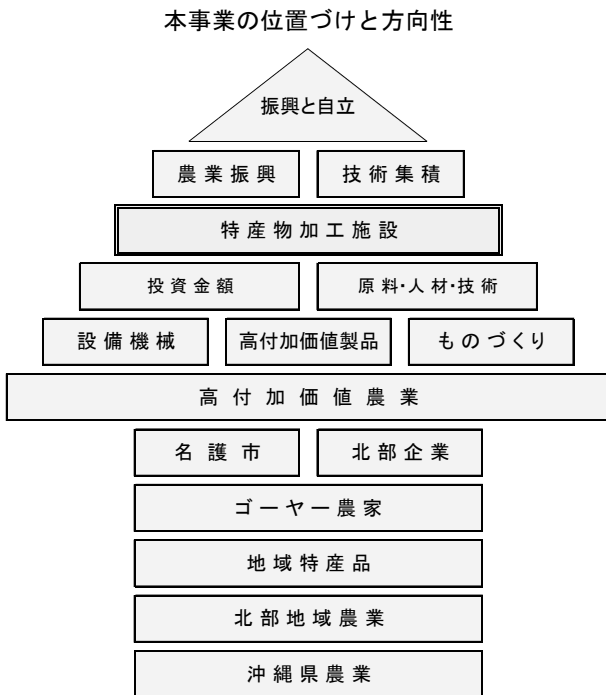 本事業の位置づけと方向性
振興と自立
農業振興 技術集積
特産物加工施設
投資金額 原料・人材・技術
設備機械 高付加価値製品 ものづくり
高付加価値農業
名護市 北部企業
ゴーヤー農家
地域特産品
北部地域農業
沖縄県農業